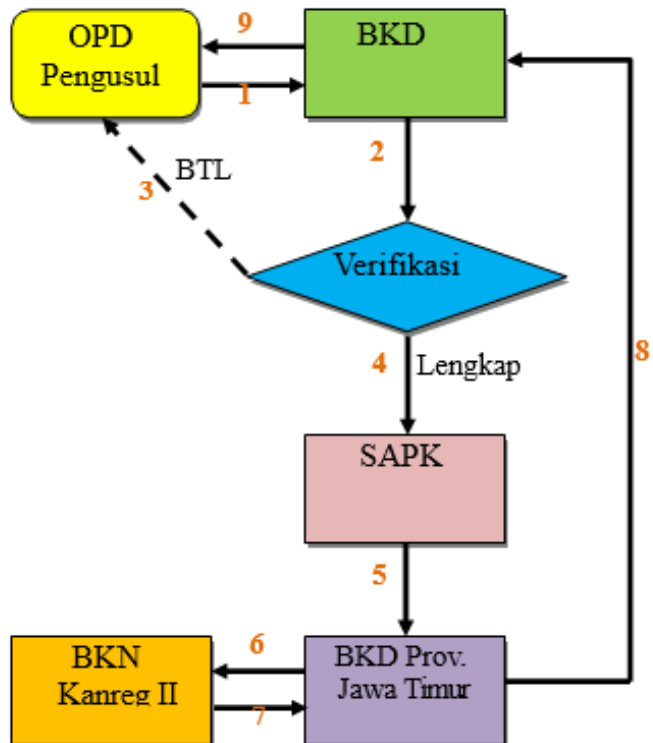 OPD
Pengusul
9
1
BKD
2
3
BTL
Verifikasi
4
Lengkap
8
SAPK
5
BKN
Kanreg II
6
7
BKD Prov.
Jawa Timur